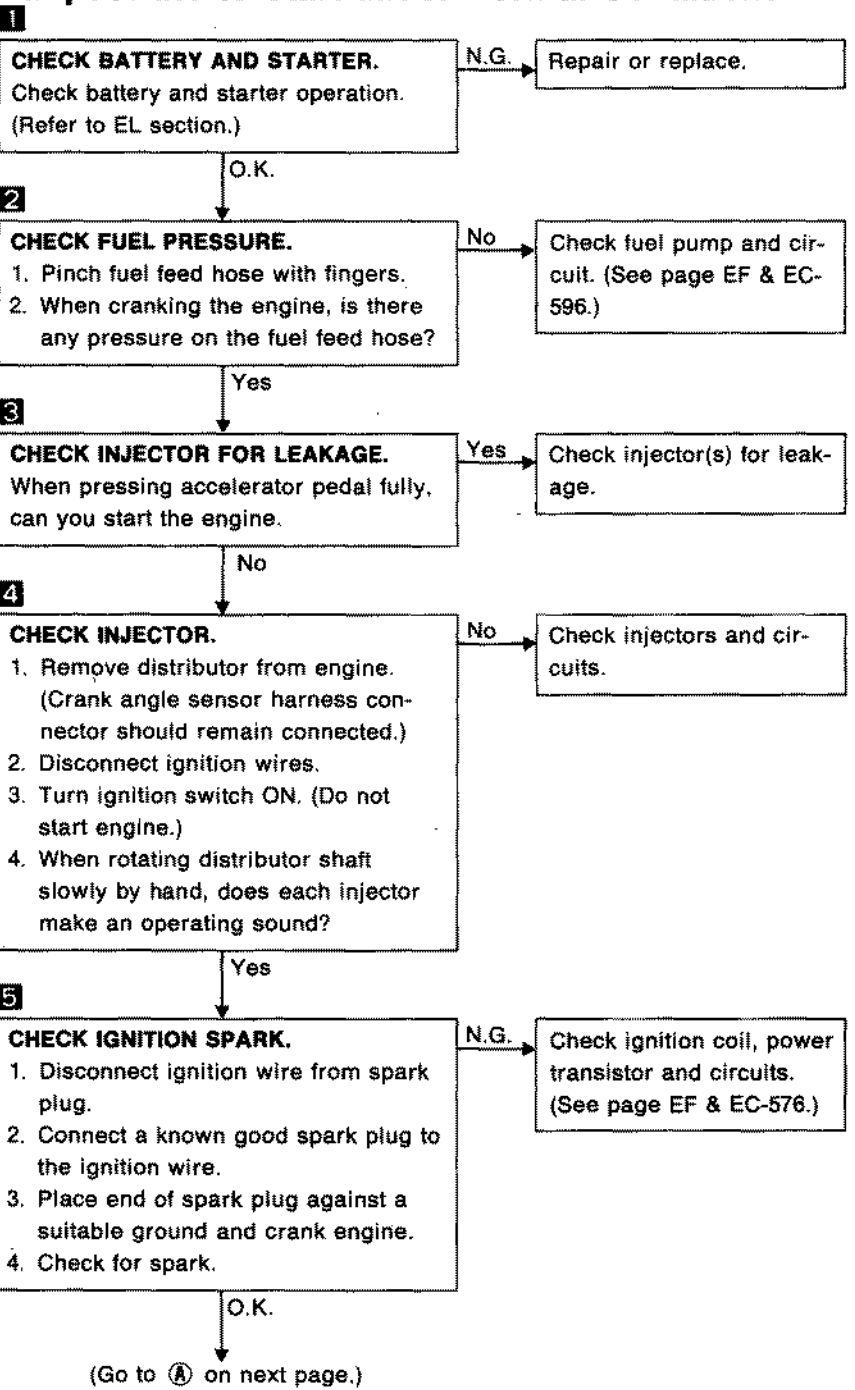 1
CHECK BATTERY AND STARTER.
Check battery and starter operation.
(Refer to EL section.)
N.G.
Repair or replace.
O.K.
2
CHECK FUEL PRESSURE.
1. Pinch fuel feed hose with fingers.
2. When cranking the engine, is there
any pressure on the fuel feed hose?
No
Check fuel pump and cir-
cuit. (See page EF & EC-
596.)
Yes
3
CHECK INJECTOR FOR LEAKAGE.
When pressing accelerator pedal fully,
can you start the engine.
Yes
Check injector(s) for leak-
age.
No
4
CHECK INJECTOR.
1. Remove distributor from engine.
(Crank angle sensor harness con-
nector should remain connected.)
2. Disconnect ignition wires.
3. Turn ignition switch ON. (Do not
start engine.)
4. When rotating distributor shaft
slowly by hand, does each injector
make an operating sound?
No
Check injectors and cir-
cuits.
Yes
5
CHECK IGNITION SPARK.
1. Disconnect ignition wire from spark
plug.
2. Connect a known good spark plug to
the ignition wire.
3. Place end of spark plug against a
suitable ground and crank engine.
4. Check for spark.
N.G.
Check ignition coil, power
transistor and circuits.
(See page EF & EC-576.)
O.K.
(Go to Ⓐ on next page.)